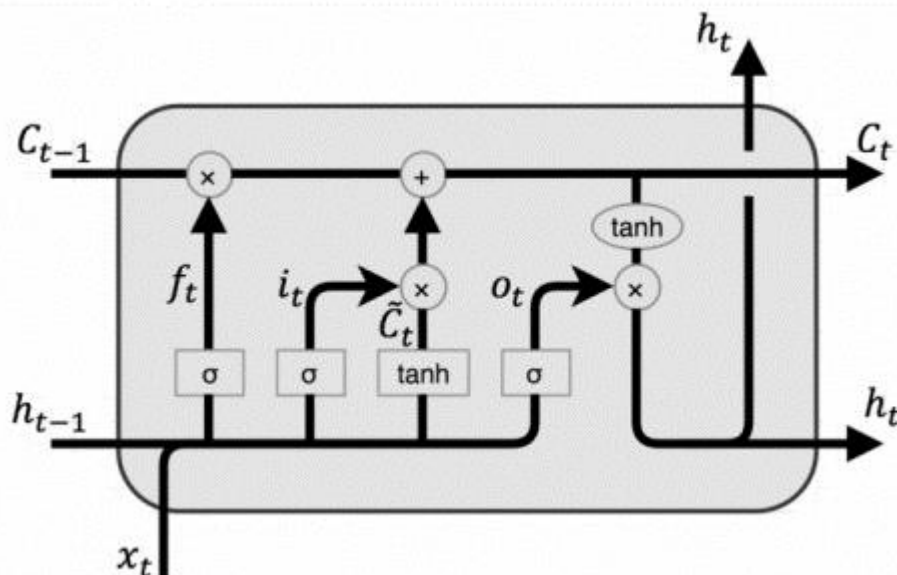 h_t
C_{t-1} × + C_t
tanh
f_t i_t × o_t ×
C̃_t
σ σ tanh σ
h_{t-1} h_t
x_t